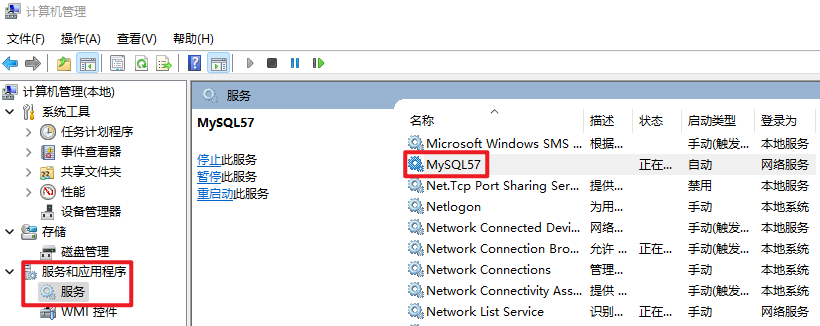 计算机管理
文件(F) 操作(A) 查看(V) 帮助(H)
计算机管理(本地)
系统工具
任务计划程序
事件查看器
共享文件夹
性能
设备管理器
存储
磁盘管理
服务和应用程序
服务
WMI 控件
服务
MySQL57
停止此服务
暂停此服务
重启动此服务
名称 描述 状态 启动类型 登录为
Microsoft Windows SMS ... 根据... 手动(触发... 本地服务
MySQL57 正在... 自动 网络服务
Net.Tcp Port Sharing Ser... 提供... 禁用 本地服务
Netlogon 为用... 手动 本地系统
Network Connected Devi... 网络... 手动(触发... 本地服务
Network Connection Bro... 允许 ... 正在... 手动(触发... 本地系统
Network Connections 管理... 手动 本地系统
Network Connectivity Ass... 提供... 手动(触发... 本地系统
Network List Service 识别... 正在... 手动 本地服务